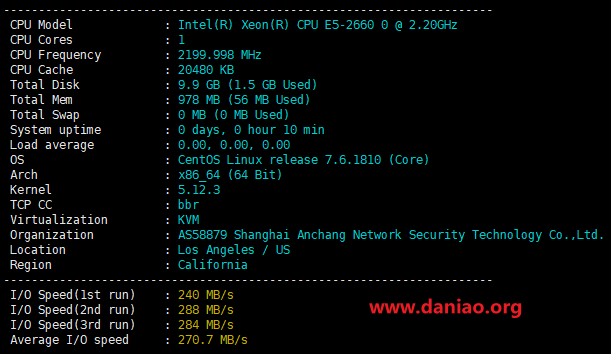 ----------------------------------------------------------------------
CPU Model : Intel(R) Xeon(R) CPU E5-2660 0 @ 2.20GHz
CPU Cores : 1
CPU Frequency : 2199.998 MHz
CPU Cache : 20480 KB
Total Disk : 9.9 GB (1.5 GB Used)
Total Mem : 978 MB (56 MB Used)
Total Swap : 0 MB (0 MB Used)
System uptime : 0 days, 0 hour 10 min
Load average : 0.00, 0.00, 0.00
OS : CentOS Linux release 7.6.1810 (Core)
Arch : x86_64 (64 Bit)
Kernel : 5.12.3
TCP CC : bbr
Virtualization : KVM
Organization : AS58879 Shanghai Anchang Network Security Technology Co.,Ltd.
Location : Los Angeles / US
Region : California
----------------------------------------------------------------------
I/O Speed(1st run) : 240 MB/s
I/O Speed(2nd run) : 288 MB/s
I/O Speed(3rd run) : 284 MB/s
Average I/O speed : 270.7 MB/s
www.daniao.org